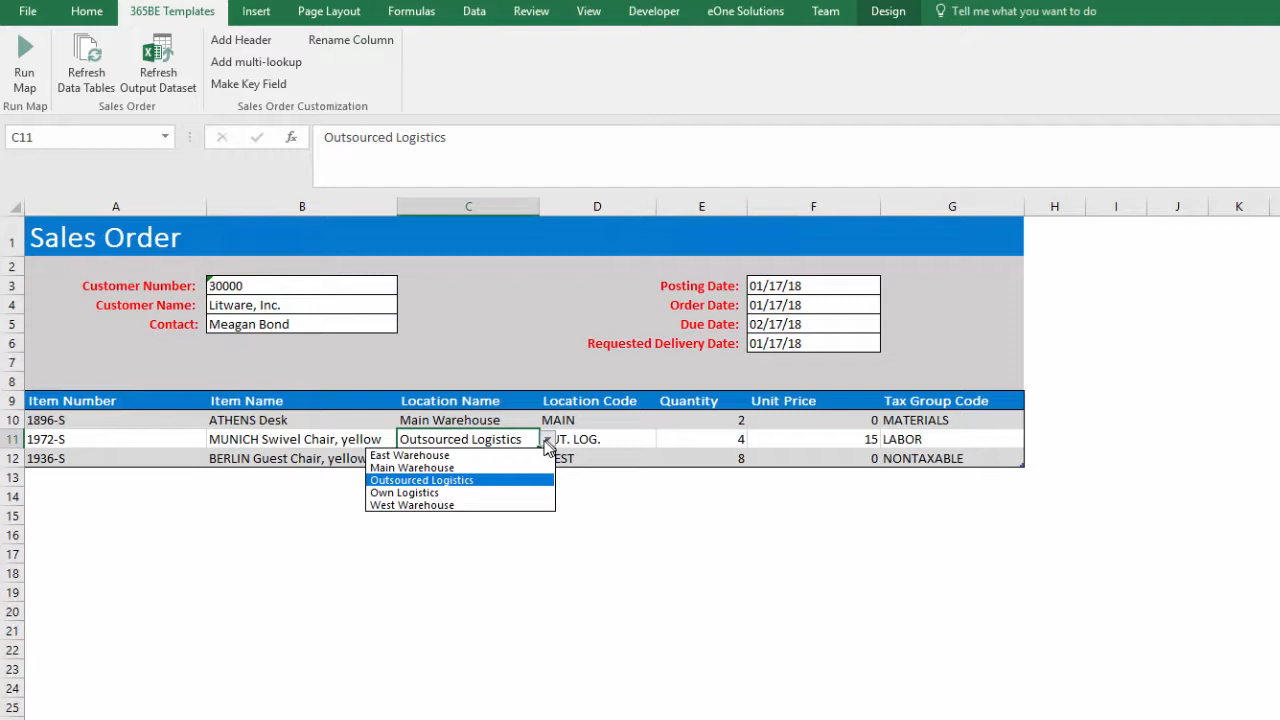 File 365BE Templates Insert Page Layout Formulas Data Review View Developer eOne Solutions Team Design Tell me what you want to do
Home
Run Map
Refresh Data Tables
Refresh Output Dataset
Add Header Rename Column
Add multi-lookup
Make Key Field
Run Map Sales Order Sales Order Customization
C11 fx Outsourced Logistics
A B C D E F G H I J K
1 Sales Order
2
3 Customer Number: 30000 Posting Date: 01/17/18
4 Customer Name: Litware, Inc. Order Date: 01/17/18
5 Contact: Meagan Bond Due Date: 02/17/18
6 Requested Delivery Date: 01/17/18
7
8
9 Item Number Item Name Location Name Location Code Quantity Unit Price Tax Group Code
10 1896-S ATHENS Desk Main Warehouse MAIN 2 0 MATERIALS
11 1972-S MUNICH Swivel Chair, yellow Outsourced Logistics LOG. 4 15 LABOR
12 1936-S BERLIN Guest Chair, yellow 8 0 NONTAXABLE
East Warehouse
Main Warehouse
Outsourced Logistics
Own Logistics
West Warehouse
13
14
15
16
17
18
19
20
21
22
23
24
25